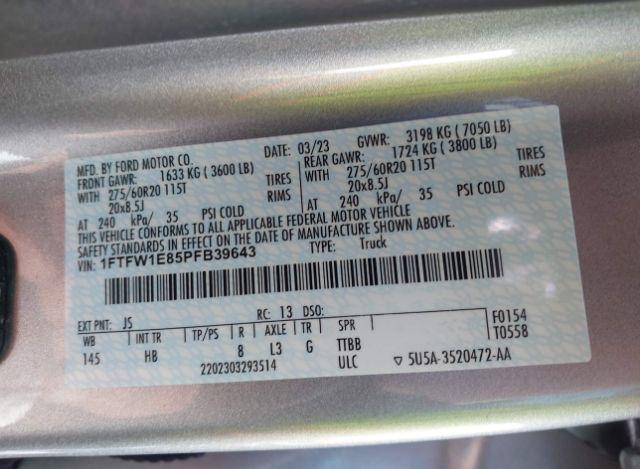 MFD. BY FORD MOTOR CO.
DATE: 03/23 GVWR: 3198 KG ( 7050 LB)
FRONT GAWR: 1633 KG ( 3600 LB) REAR GAWR: 1724 KG ( 3800 LB)
WITH 275/60R20 115T TIRES WITH 275/60R20 115T TIRES
20x8.5J RIMS 20x8.5J RIMS
AT 240 kPa/ 35 PSI COLD AT 240 kPa/ 35 PSI COLD
THIS VEHICLE CONFORMS TO ALL APPLICABLE FEDERAL MOTOR VEHICLE
SAFETY STANDARDS IN EFFECT ON THE DATE OF MANUFACTURE SHOWN ABOVE.
VIN: 1FTFW1E85PFB39643 TYPE: Truck
EXT PNT: JS RC: 13 DSO: F0154
WB INT TR TP/PS R AXLE TR SPR T0558
145 HB 8 L3 G TTBB
2202303293514 ULC ▽ 5U5A-3520472-AA